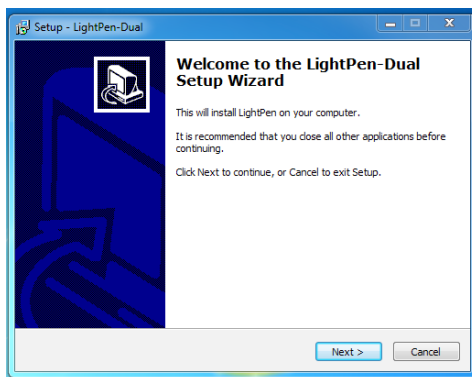 Setup - LightPen-Dual
Welcome to the LightPen-Dual
Setup Wizard
This will install LightPen on your computer.
It is recommended that you close all other applications before
continuing.
Click Next to continue, or Cancel to exit Setup.
Next >
Cancel